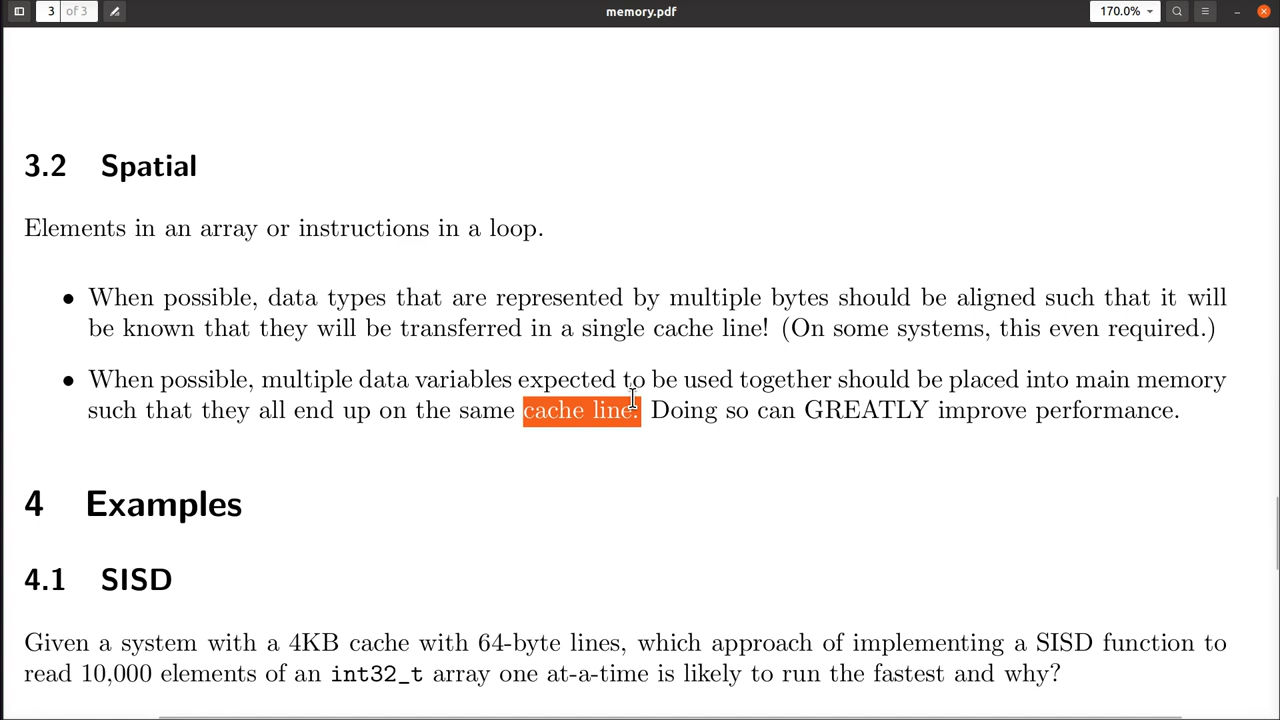 3 of 3
memory.pdf
170.0%
3.2 Spatial
Elements in an array or instructions in a loop.
• When possible, data types that are represented by multiple bytes should be aligned such that it will
be known that they will be transferred in a single cache line! (On some systems, this even required.)
• When possible, multiple data variables expected to be used together should be placed into main memory
such that they all end up on the same cache line. Doing so can GREATLY improve performance.
4 Examples
4.1 SISD
Given a system with a 4KB cache with 64-byte lines, which approach of implementing a SISD function to
read 10,000 elements of an int32_t array one at-a-time is likely to run the fastest and why?